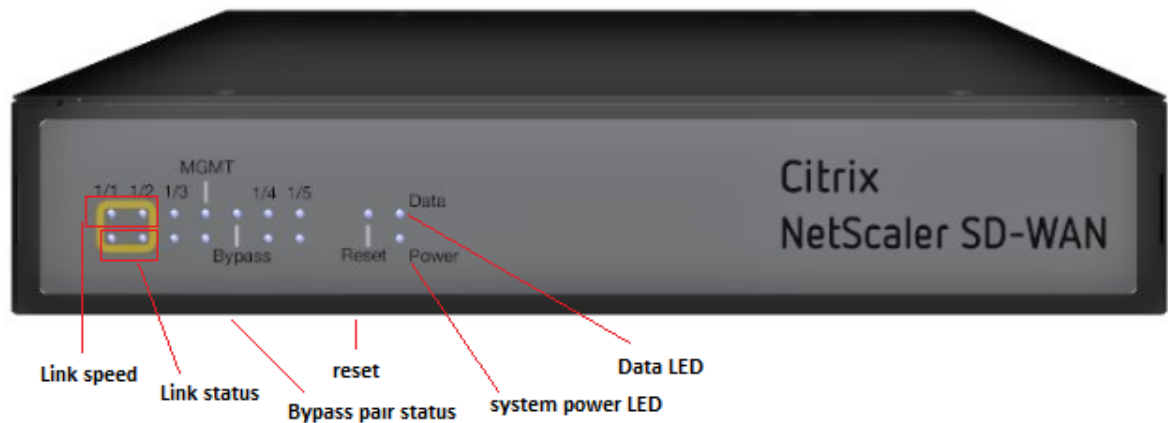 MGMT
1/1 1/2 1/3 1/4 1/5
Data
Bypass Reset Power
Citrix
NetScaler SD-WAN
Link speed
Link status
Bypass pair status
reset
system power LED
Data LED